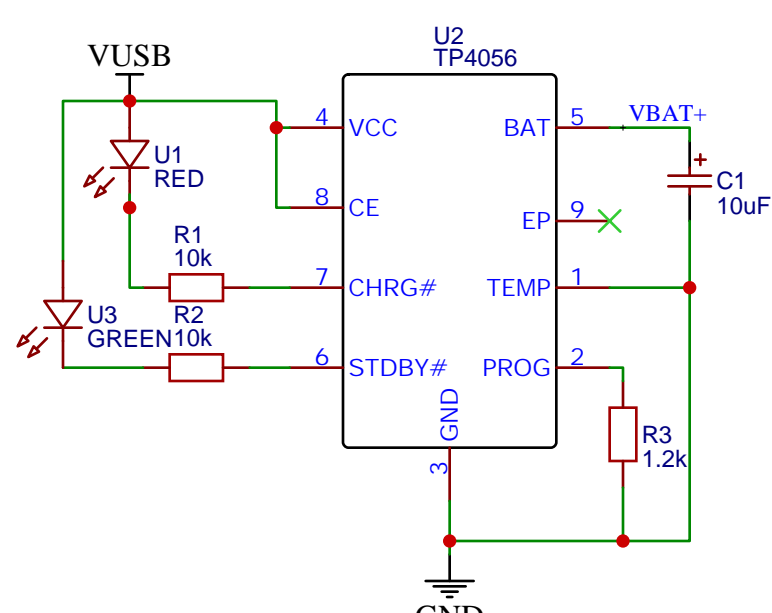 U2
TP4056
VUSB
4
VCC
BAT
5
VBAT+
U1
RED
+
C1
10uF
8
CE
EP
9
R1
10k
7
CHRG#
TEMP
1
U3
GREEN
R2
10k
6
STDBY#
PROG
2
GND
3
R3
1.2k
GND